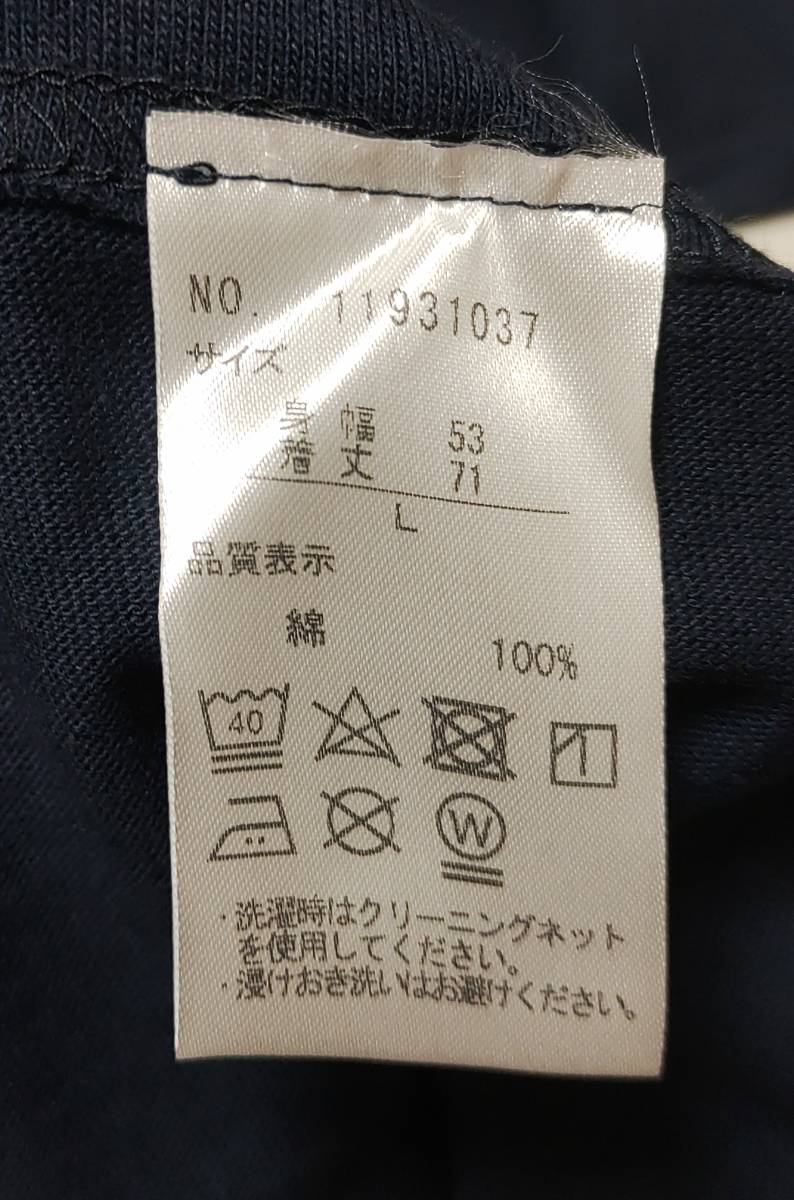 NO. 11931037
サイズ
身 幅 53
着 丈 71
L
品質表示
綿 100%
40
W
・洗濯時はクリーニングネット
を使用してください。
・浸けおき洗いはお避けください。